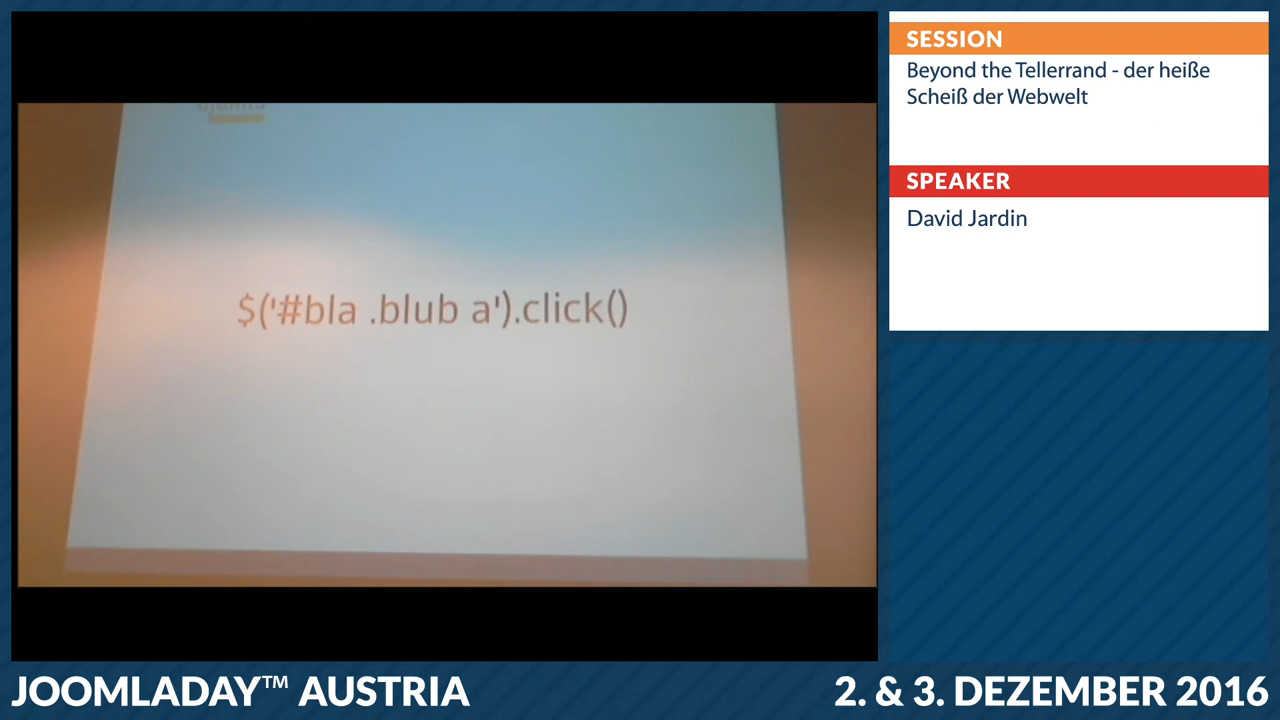 $('#bla .blub a').click()
SESSION
Beyond the Tellerrand - der heiße
Scheiß der Webwelt
SPEAKER
David Jardin
JOOMLADAY™ AUSTRIA
2. & 3. DEZEMBER 2016